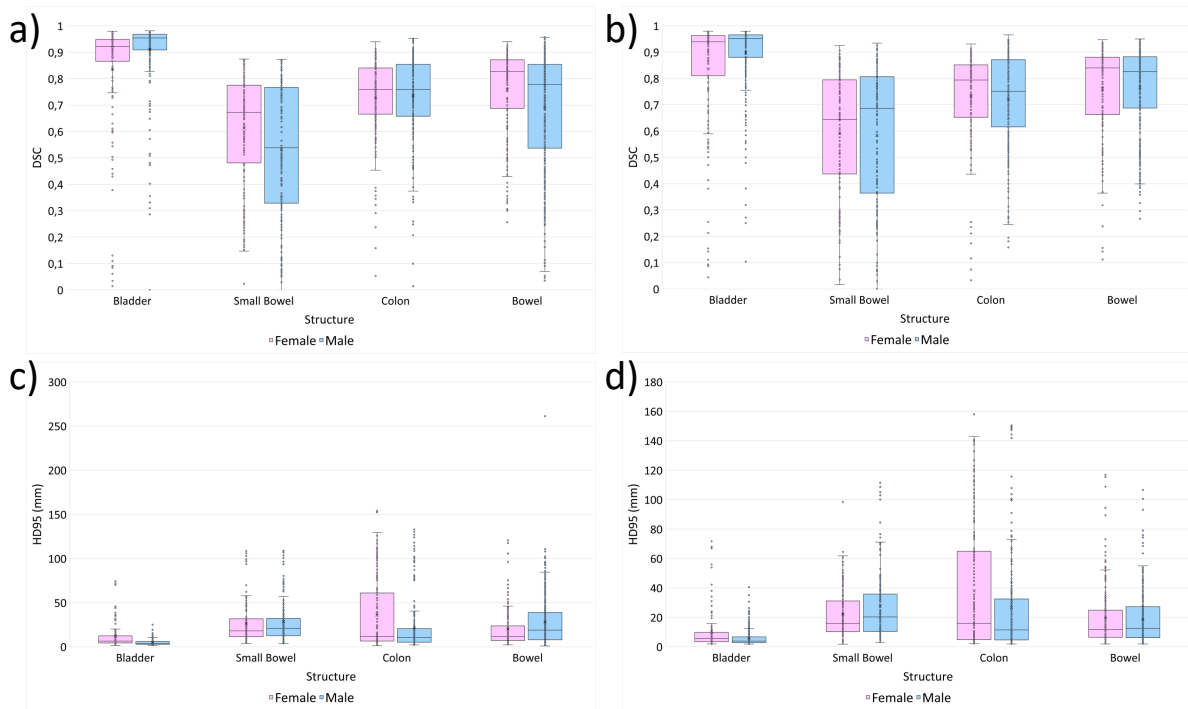 a)
1
0,9
0,8
0,7
0,6
0,5
0,4
0,3
0,2
0,1
0
DSC
Bladder Small Bowel Colon Bowel
Structure
Female Male
b)
1
0,9
0,8
0,7
0,6
0,5
0,4
0,3
0,2
0,1
0
DSC
Bladder Small Bowel Colon Bowel
Structure
Female Male
c)
300
250
200
150
100
50
0
HD95 (mm)
Bladder Small Bowel Colon Bowel
Structure
Female Male
d)
180
160
140
120
100
80
60
40
20
0
HD95 (mm)
Bladder Small Bowel Colon Bowel
Structure
Female Male